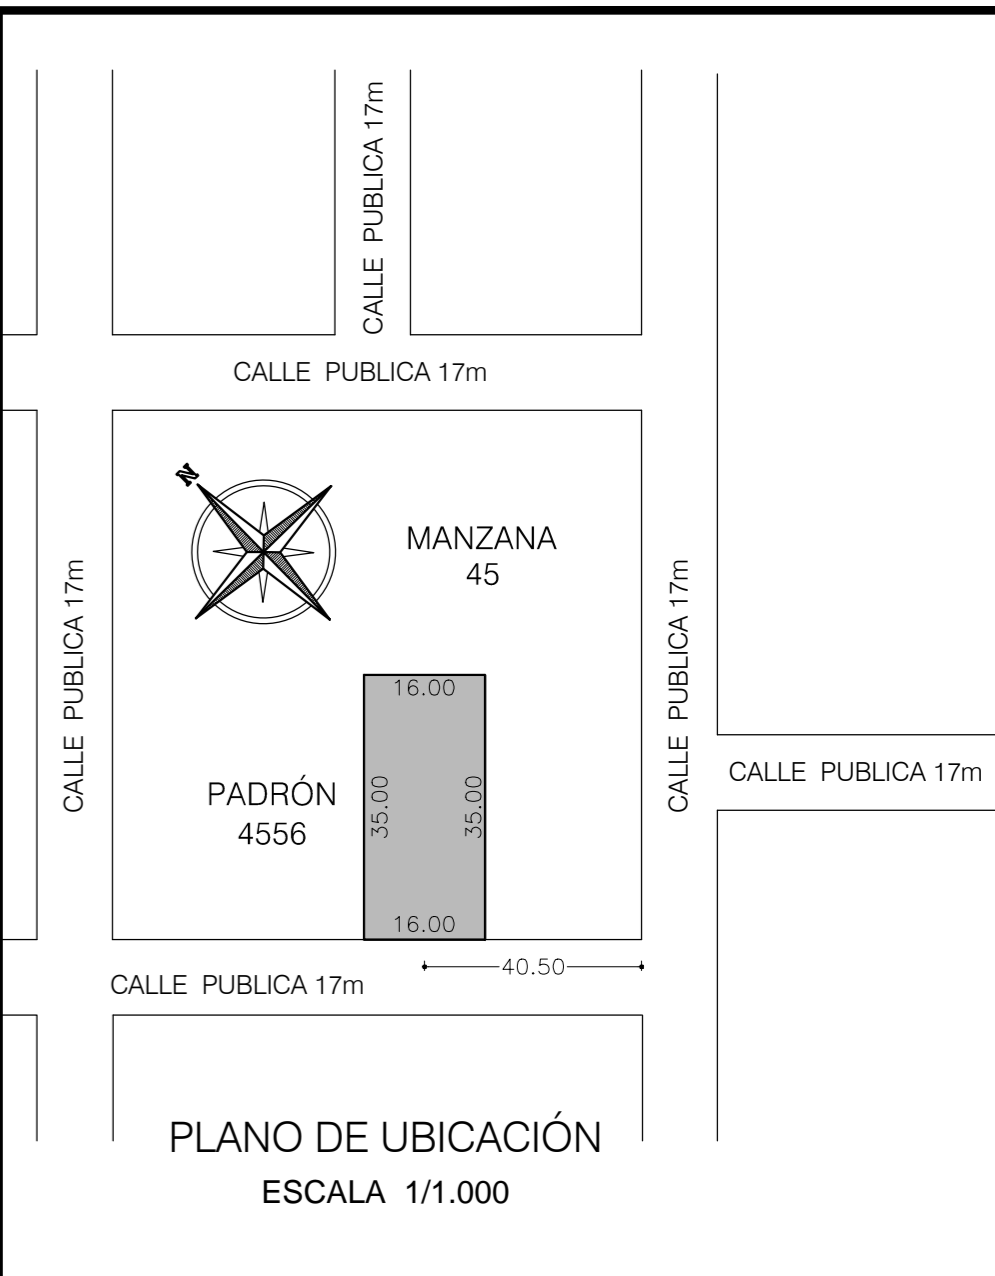 CALLE PUBLICA 17m
CALLE PUBLICA 17m
N
MANZANA
45
CALLE PUBLICA 17m
CALLE PUBLICA 17m
16.00
CALLE PUBLICA 17m
PADRÓN
4556
35.00
35.00
16.00
40.50
CALLE PUBLICA 17m
PLANO DE UBICACIÓN
ESCALA 1/1.000